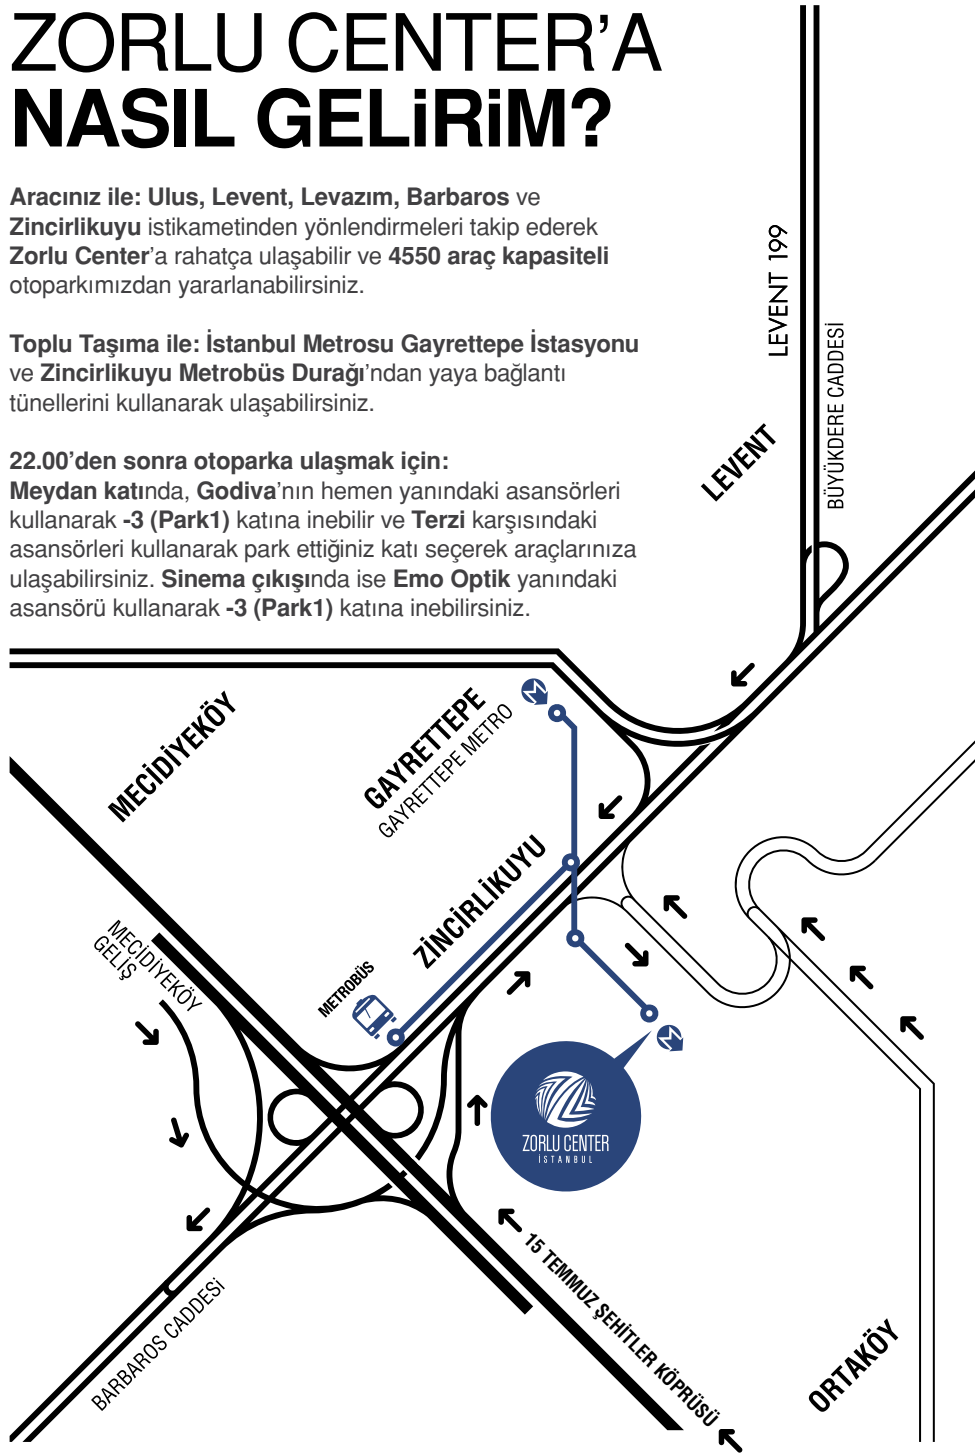 ZORLU CENTER’A
NASIL GELiRiM?
Aracınız ile: Ulus, Levent, Levazım, Barbaros ve
Zincirlikuyu istikametinden yönlendirmeleri takip ederek
Zorlu Center’a rahatça ulaşabilir ve 4550 araç kapasiteli
otoparkımızdan yararlanabilirsiniz.
Toplu Taşıma ile: İstanbul Metrosu Gayrettepe İstasyonu
ve Zincirlikuyu Metrobüs Durağı’ndan yaya bağlantı
tünellerini kullanarak ulaşabilirsiniz.
22.00’den sonra otoparka ulaşmak için:
Meydan katında, Godiva’nın hemen yanındaki asansörleri
kullanarak -3 (Park1) katına inebilir ve Terzi karşısındaki
asansörleri kullanarak park ettiğiniz katı seçerek araçlarınıza
ulaşabilirsiniz. Sinema çıkışında ise Emo Optik yanındaki
asansörü kullanarak -3 (Park1) katına inebilirsiniz.
LEVENT 199
BÜYÜKDERE CADDESİ
LEVENT
MECİDİYEKÖY
GAYRETTEPE
GAYRETTEPE METRO
M
ZİNCİRLİKUYU
MECİDİYEKÖY
GELİŞ
METROBÜS
M
ZORLU CENTER
İSTANBUL
15 TEMMUZ ŞEHİTLER KÖPRÜSÜ
BARBAROS CADDESİ
ORTAKÖY